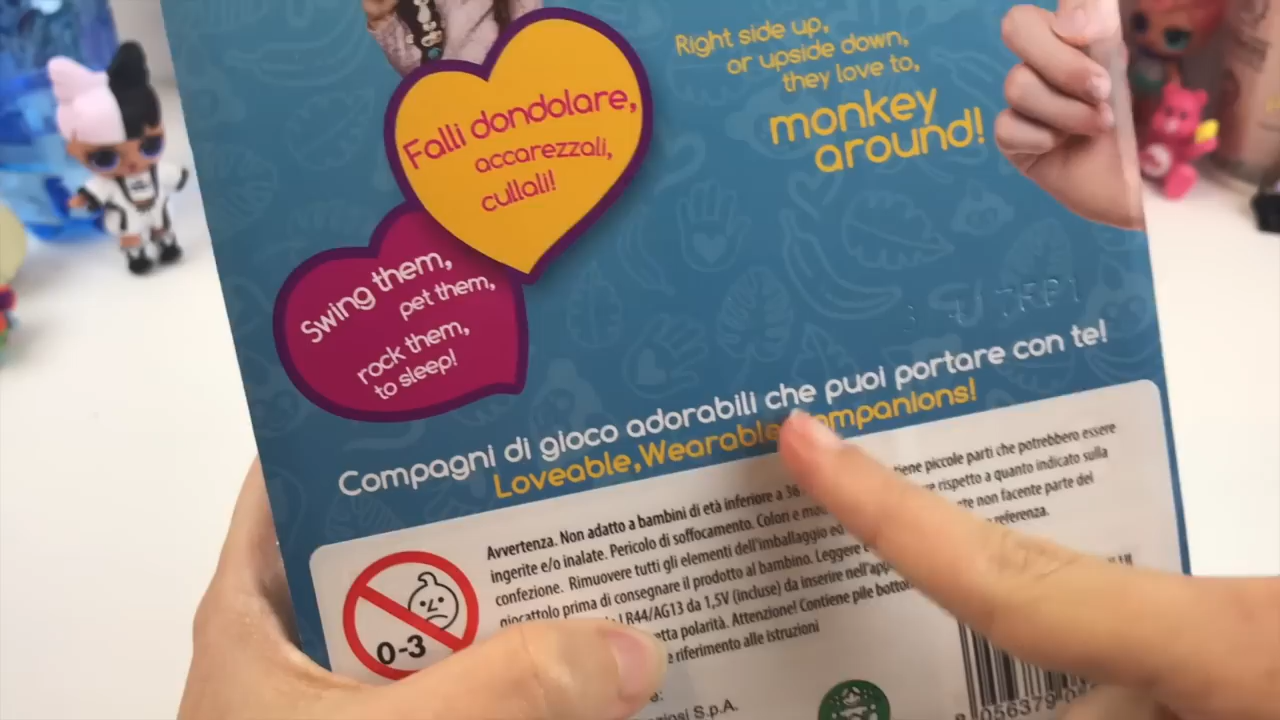 Right side up,
or upside down,
they love to,
monkey
around!
Falli dondolare,
accarezzali,
cullali!
Swing them,
pet them,
rock them,
to sleep!
Compagni di gioco adorabili che puoi portare con te!
Loveable, Wearable Companions!
Avvertenza. Non adatto a bambini di età inferiore a 36 piccole parti che potrebbero essere
ingerite e/o inalate. Pericolo di soffocamento. Colori e rispetto a quanto indicato sulla
confezione. Rimuovere tutti gli elementi dell'imballaggio ed non facente parte del
giocattolo prima di consegnare il prodotto al bambino. Leggere referenza.
LR44/AG13 da 1,5V (incluse) da inserire nell'app
polarità. Attenzione! Contiene pile bottone
riferimento alle istruzioni
0-3
S.p.A.
8 056379